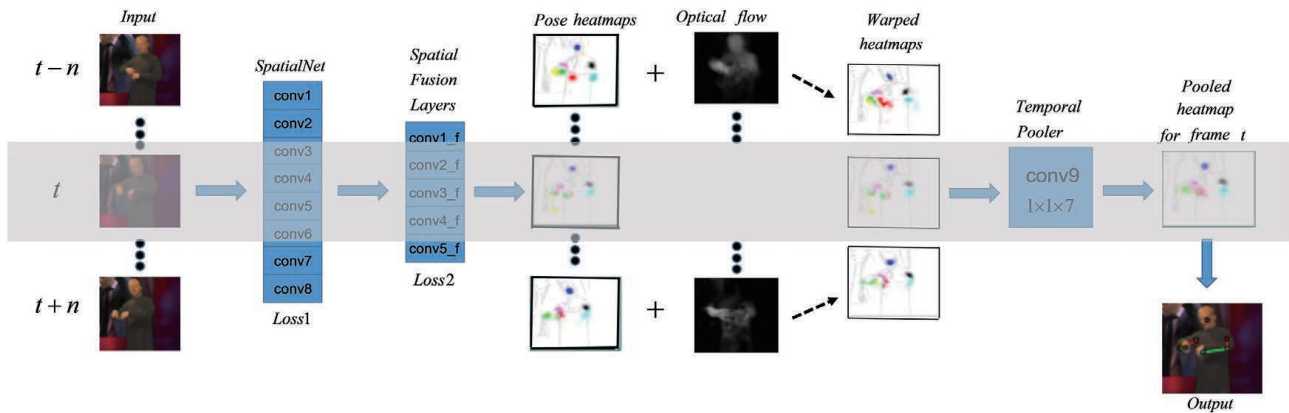 Input
t − n
t
t + n
SpatialNet
conv1
conv2
conv3
conv4
conv5
conv6
conv7
conv8
Loss1
Spatial
Fusion
Layers
conv1_f
conv2_f
conv3_f
conv4_f
conv5_f
Loss2
Pose heatmaps
+
+
Optical flow
Warped
heatmaps
Temporal
Pooler
conv9
1×1×7
Pooled
heatmap
for frame t
Output